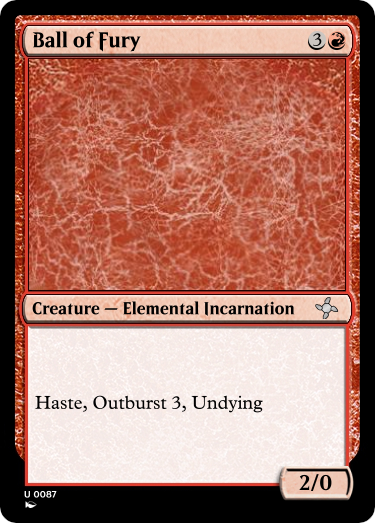 Ball of Fury
3
Creature — Elemental Incarnation
Haste, Outburst 3, Undying
2/0
U 0087